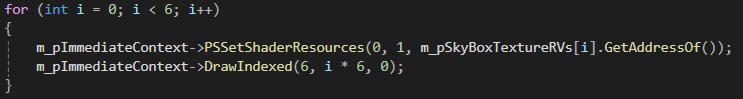 for (int i = 0; i < 6; i++)
{
    m_pImmediateContext->PSSetShaderResources(0, 1, m_pSkyBoxTextureRVs[i].GetAddressOf());
    m_pImmediateContext->DrawIndexed(6, i * 6, 0);
}